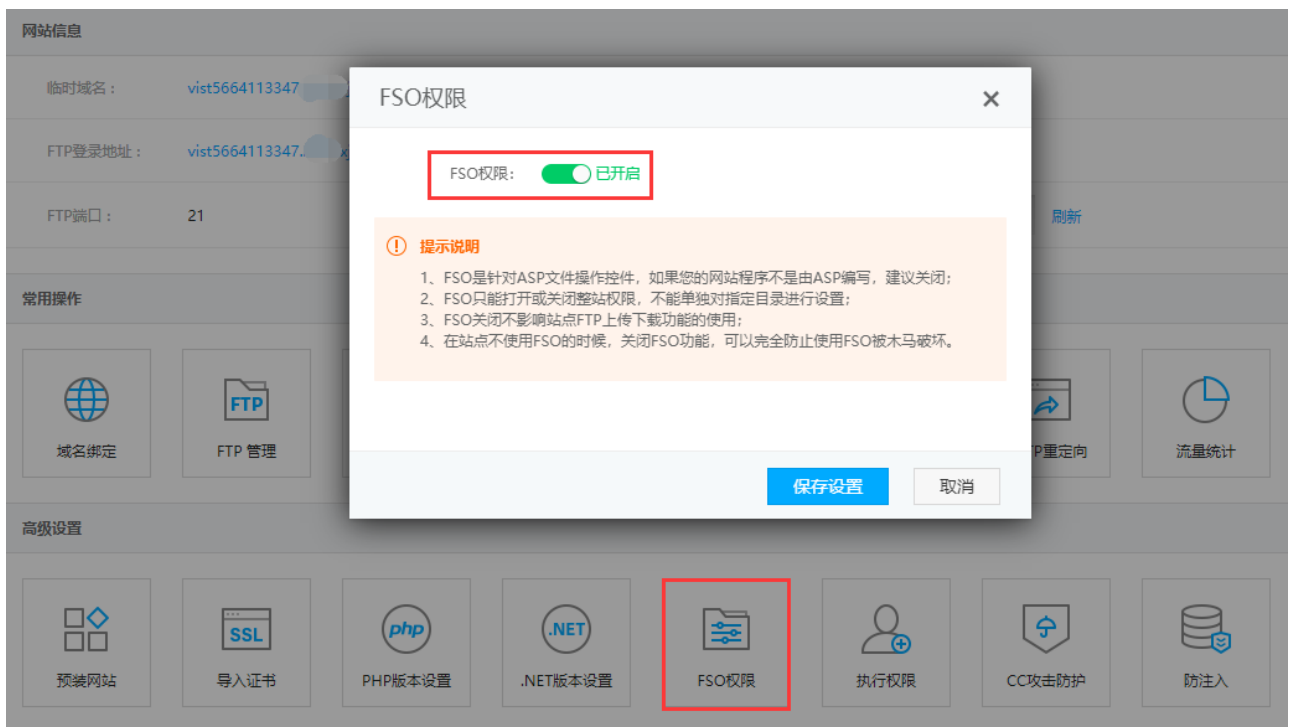 网站信息
临时域名： vist5664113347
FTP登录地址： vist5664113347.
FTP端口： 21
刷新
FSO权限
FSO权限： 已开启
提示说明
1、FSO是针对ASP文件操作控件，如果您的网站程序不是由ASP编写，建议关闭；
2、FSO只能打开或关闭整站权限，不能单独对指定目录进行设置；
3、FSO关闭不影响站点FTP上传下载功能的使用；
4、在站点不使用FSO的时候，关闭FSO功能，可以完全防止使用FSO被木马破坏。
保存设置 取消
常用操作
FTP
域名绑定 FTP 管理 P重定向 流量统计
高级设置
SSL php .NET
预装网站 导入证书 PHP版本设置 .NET版本设置 FSO权限 执行权限 CC攻击防护 防注入